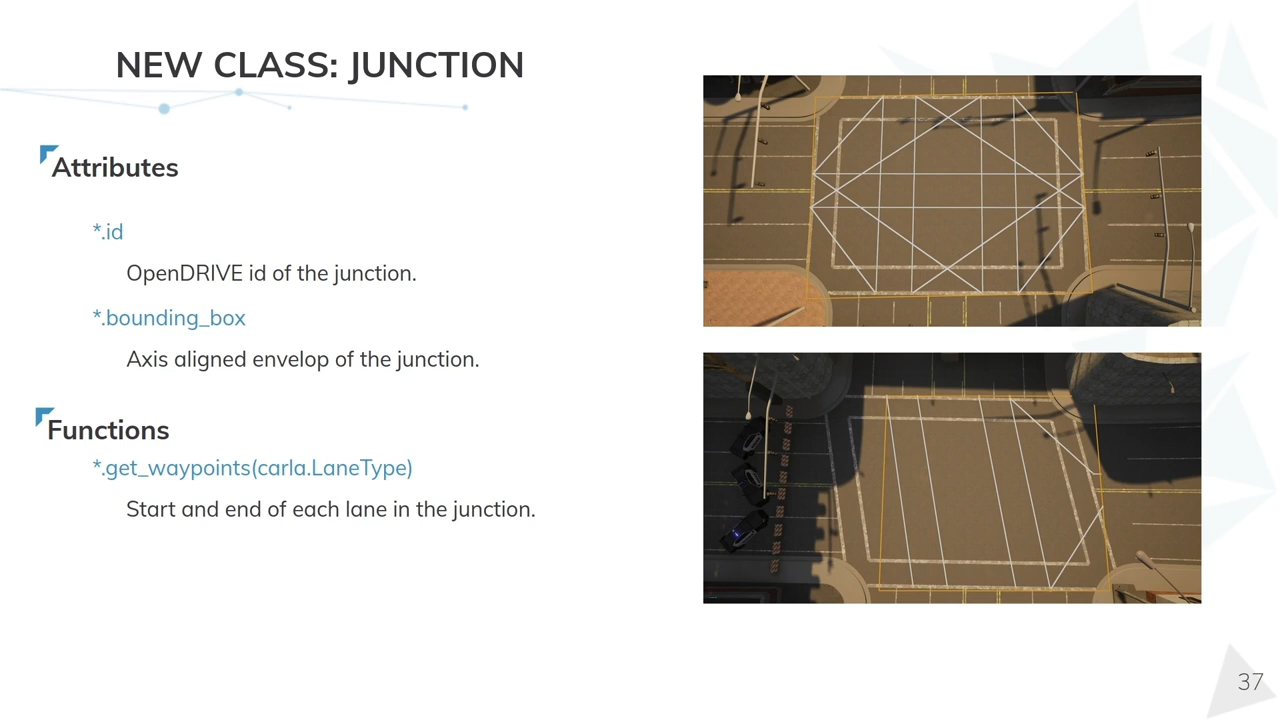 NEW CLASS: JUNCTION
Attributes
*.id
OpenDRIVE id of the junction.
*.bounding_box
Axis aligned envelop of the junction.
Functions
*.get_waypoints(carla.LaneType)
Start and end of each lane in the junction.
37